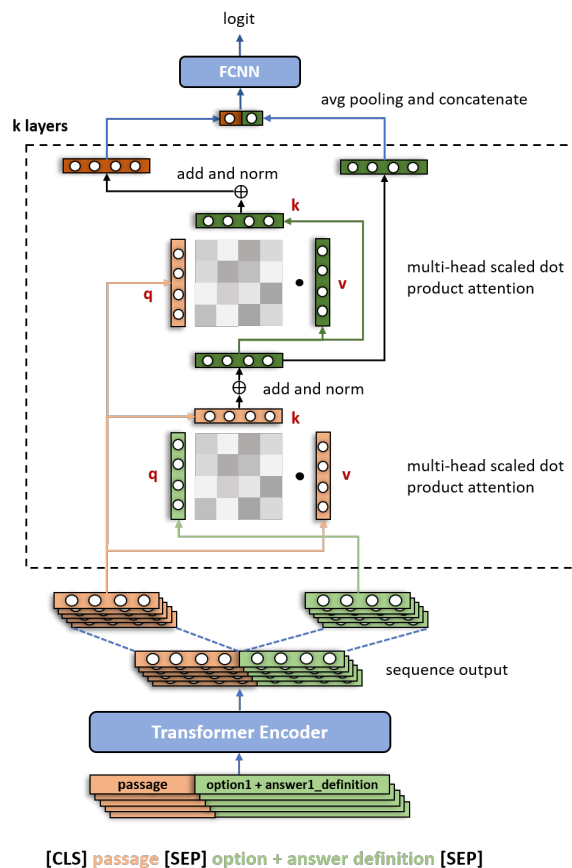 logit
FCNN
avg pooling and concatenate
k layers
add and norm
k
q
v
multi-head scaled dot
product attention
add and norm
k
q
v
multi-head scaled dot
product attention
sequence output
Transformer Encoder
passage
option1 + answer1_definition
[CLS] passage [SEP] option + answer definition [SEP]